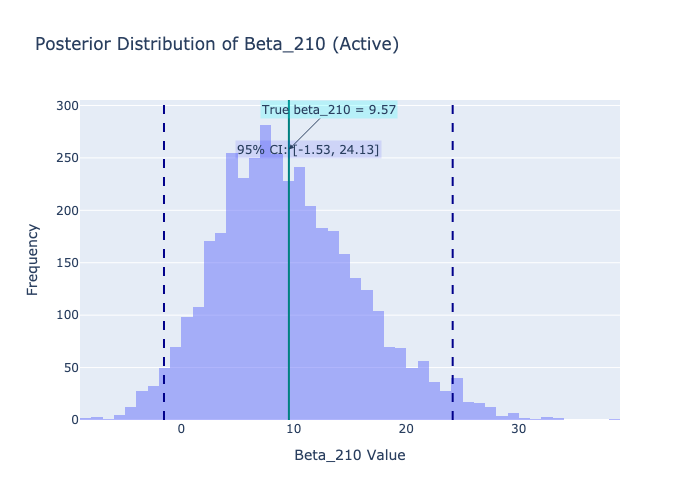 Posterior Distribution of Beta_210 (Active)
True beta_210 = 9.57
95% CI: [-1.53, 24.13]
300
250
200
150
100
50
0
Frequency
0 10 20 30
Beta_210 Value